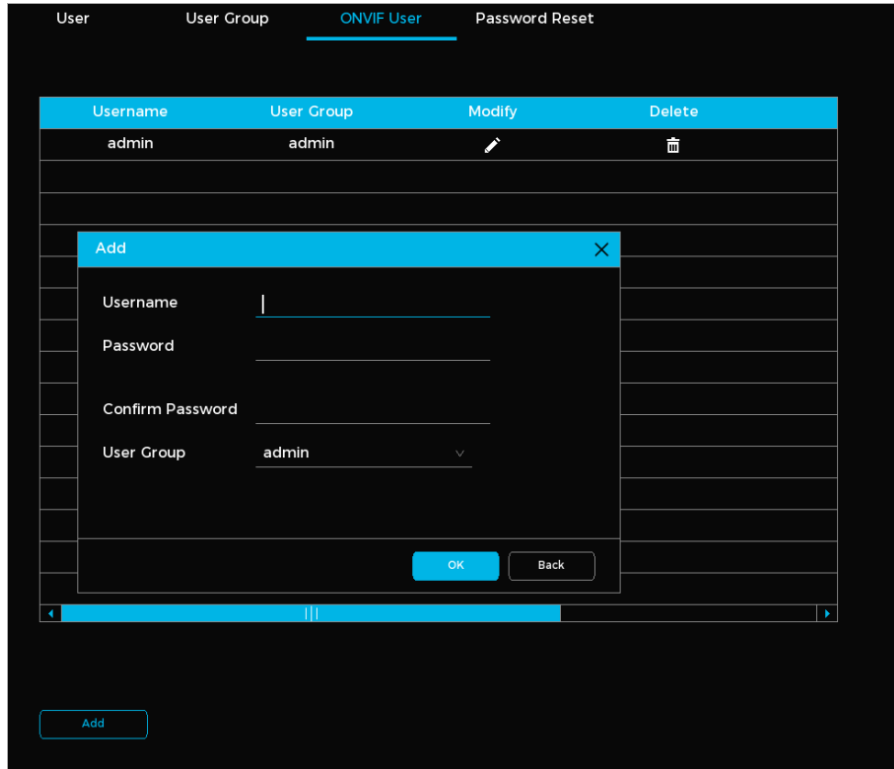 User User Group ONVIF User Password Reset
Username User Group Modify Delete
admin admin
Add
Username
Password
Confirm Password
User Group admin
OK Back
Add